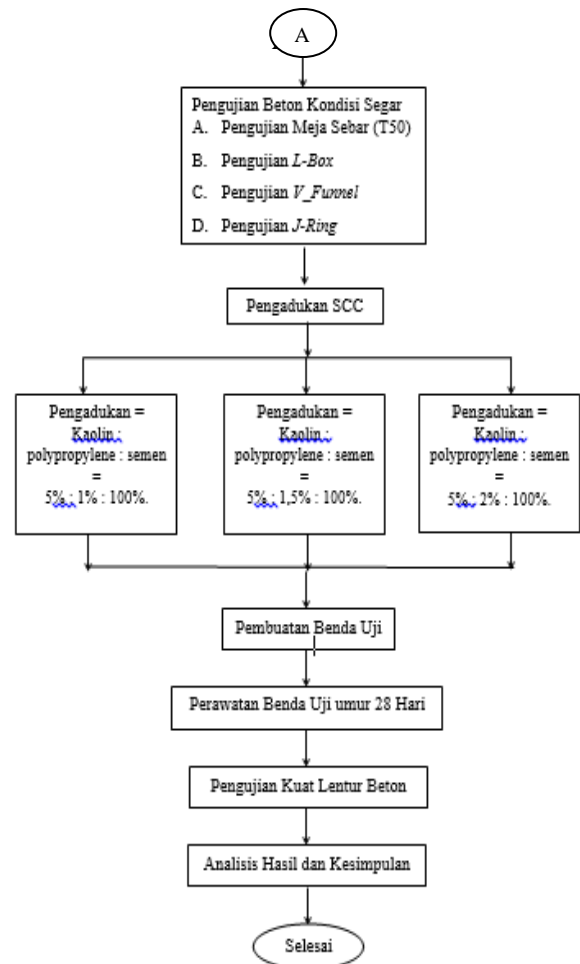 A
Pengujian Beton Kondisi Segar
A. Pengujian Meja Sebar (T50)
B. Pengujian L-Box
C. Pengujian V_Funnel
D. Pengujian J-Ring
Pengadukan SCC
Pengadukan =
Kaolin :
polypropylene : semen
=
5% : 1% : 100%.
Pengadukan =
Kaolin :
polypropylene : semen
=
5% : 1,5% : 100%.
Pengadukan =
Kaolin :
polypropylene : semen
=
5% : 2% : 100%.
Pembuatan Benda Uji
Perawatan Benda Uji umur 28 Hari
Pengujian Kuat Lentur Beton
Analisis Hasil dan Kesimpulan
Selesai